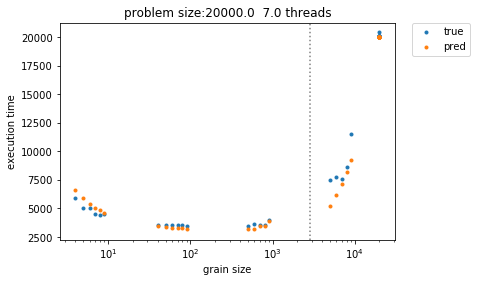 problem size:20000.0  7.0 threads
true
pred
20000
17500
15000
12500
10000
7500
5000
2500
execution time
10¹
10²
10³
10⁴
grain size